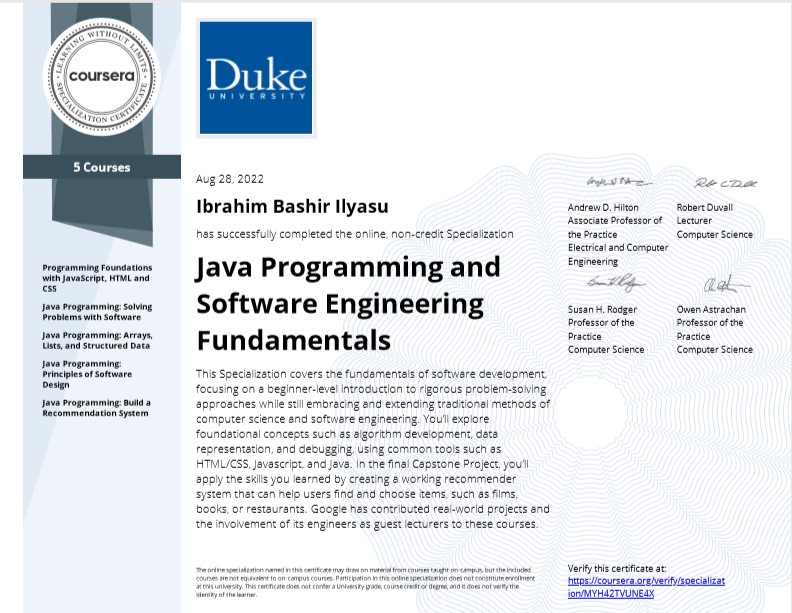 LEARNING WITHOUT LIMITS
coursera
SPECIALIZATION CERTIFICATE
Duke
UNIVERSITY
5 Courses
Programming Foundations
with JavaScript, HTML and
CSS
Java Programming: Solving
Problems with Software
Java Programming: Arrays,
Lists, and Structured Data
Java Programming:
Principles of Software
Design
Java Programming: Build a
Recommendation System
Aug 28, 2022
Ibrahim Bashir Ilyasu
has successfully completed the online, non-credit Specialization
Java Programming and
Software Engineering
Fundamentals
This Specialization covers the fundamentals of software development,
focusing on a beginner-level introduction to rigorous problem-solving
approaches while still embracing and extending traditional methods of
computer science and software engineering. You'll explore
foundational concepts such as algorithm development, data
representation, and debugging, using common tools such as
HTML/CSS, Javascript, and Java. In the final Capstone Project, you'll
apply the skills you learned by creating a working recommender
system that can help users find and choose items, such as films,
books, or restaurants. Google has contributed real-world projects and
the involvement of its engineers as guest lecturers to these courses.
Andrew D. Hilton
Associate Professor of
the Practice
Electrical and Computer
Engineering
Robert Duvall
Lecturer
Computer Science
Susan H. Rodger
Professor of the
Practice
Computer Science
Owen Astrachan
Professor of the
Practice
Computer Science
The online specialization named in this certificate may draw on material from courses taught on-campus, but the included
courses are not equivalent to on-campus courses. Participation in this online specialization does not constitute enrollment
at this university. This certificate does not confer a University grade, course credit or degree, and it does not verify the
identity of the learner.
Verify this certificate at:
https://coursera.org/verify/specializat
ion/MYH42TVUNE4X